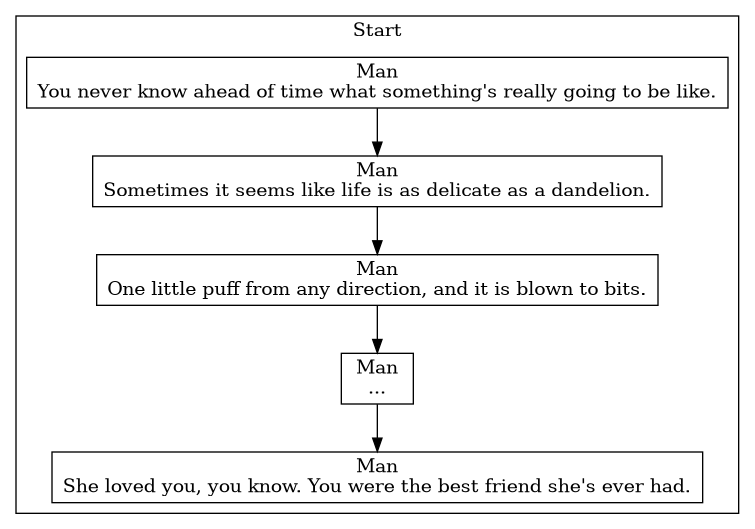 Start
Man
You never know ahead of time what something's really going to be like.
Man
Sometimes it seems like life is as delicate as a dandelion.
Man
One little puff from any direction, and it is blown to bits.
Man
...
Man
She loved you, you know. You were the best friend she's ever had.